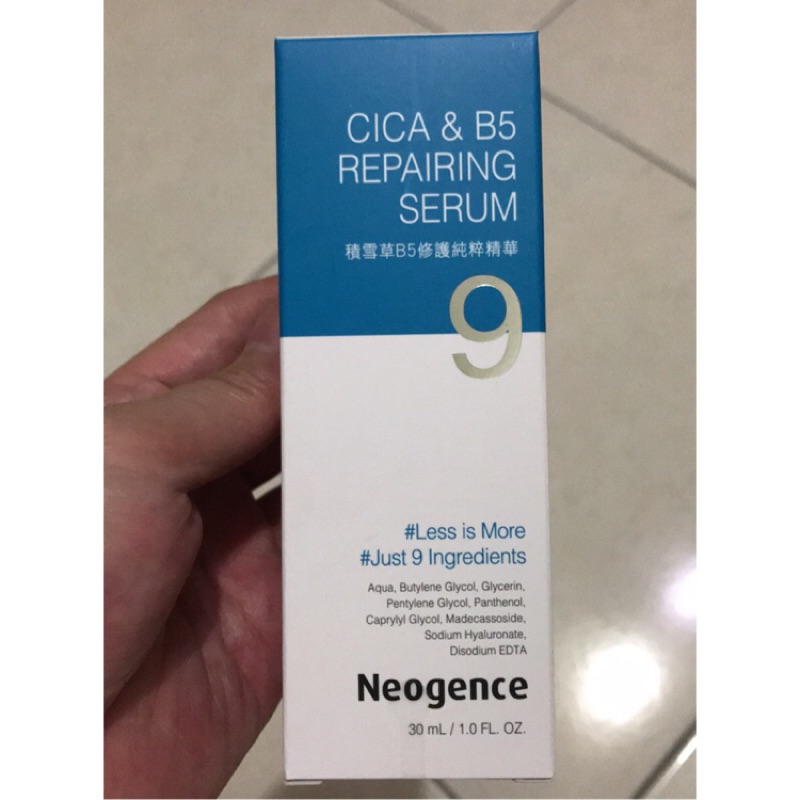 CICA & B5
REPAIRING
SERUM
積雪草B5修護純粹精華
9
#Less is More
#Just 9 Ingredients
Aqua, Butylene Glycol, Glycerin,
Pentylene Glycol, Panthenol,
Caprylyl Glycol, Madecassoside,
Sodium Hyaluronate,
Disodium EDTA
Neogence
30 mL / 1.0 FL. OZ.